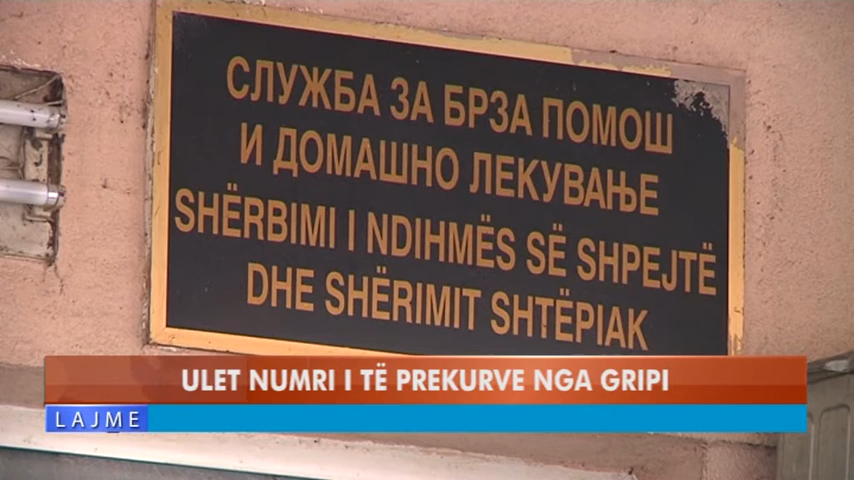 СЛУЖБА ЗА БРЗА ПОМОШ
И ДОМАШНО ЛЕКУВАЊЕ
SHËRBIMI I NDIHMËS SË SHPEJTË
DHE SHËRIMIT SHTËPIAK
ULET NUMRI I TË PREKURVE NGA GRIPI
LAJME